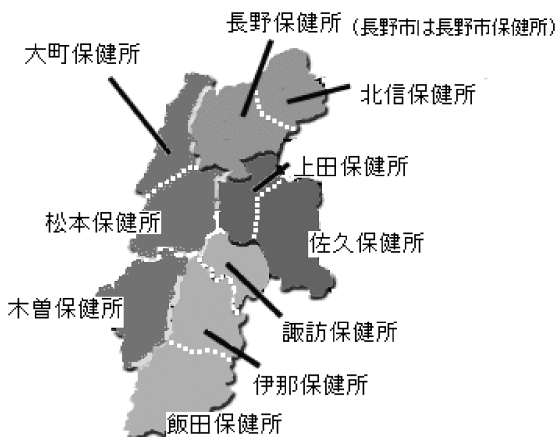 長野保健所 (長野市は長野市保健所)
大町保健所
北信保健所
上田保健所
松本保健所
佐久保健所
木曽保健所
諏訪保健所
伊那保健所
飯田保健所